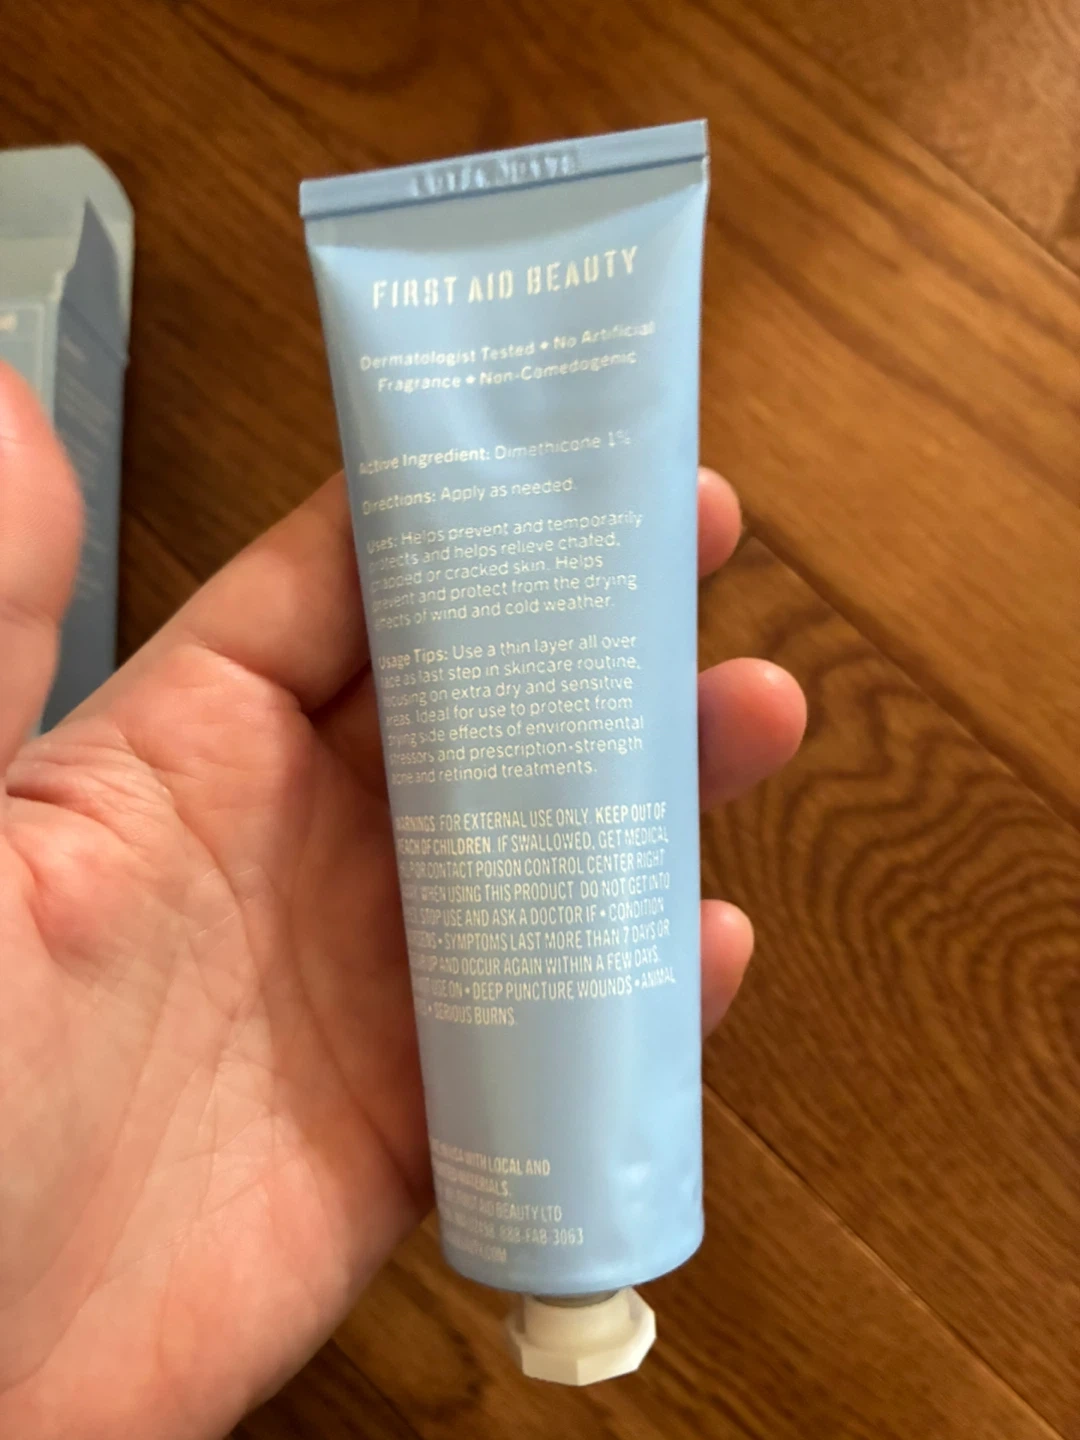 FIRST AID BEAUTY
Dermatologist Tested • No Artificial
Fragrance • Non-Comedogenic
Active Ingredient: Dimethicone 1%
Directions: Apply as needed.
Uses: Helps prevent and temporarily
protects and helps relieve chafed,
chapped or cracked skin. Helps
prevent and protect from the drying
effects of wind and cold weather.
Usage Tips: Use a thin layer all over
face as last step in skincare routine,
focusing on extra dry and sensitive
areas. Ideal for use to protect from
drying side effects of environmental
stressors and prescription-strength
acne and retinoid treatments.
WARNINGS: FOR EXTERNAL USE ONLY. KEEP OUT OF
REACH OF CHILDREN. IF SWALLOWED, GET MEDICAL
HELP OR CONTACT POISON CONTROL CENTER RIGHT
AWAY. WHEN USING THIS PRODUCT DO NOT GET INTO
STOP USE AND ASK A DOCTOR IF • CONDITION
• SYMPTOMS LAST MORE THAN 7 DAYS OR
UP AND OCCUR AGAIN WITHIN A FEW DAYS.
USE ON • DEEP PUNCTURE WOUNDS • ANIMAL
• SERIOUS BURNS.
WITH LOCAL AND
MATERIALS.
FIRST AID BEAUTY LTD
888-FAB-3063